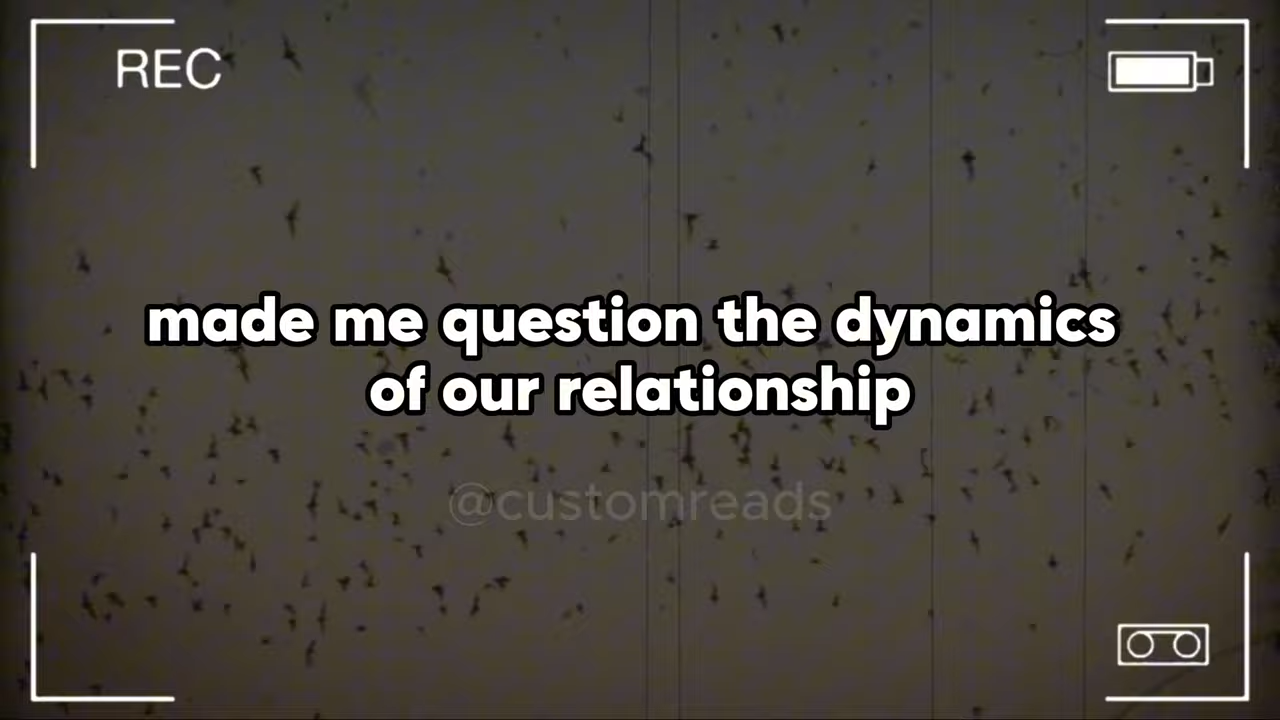 REC
made me question the dynamics
of our relationship
@customreads